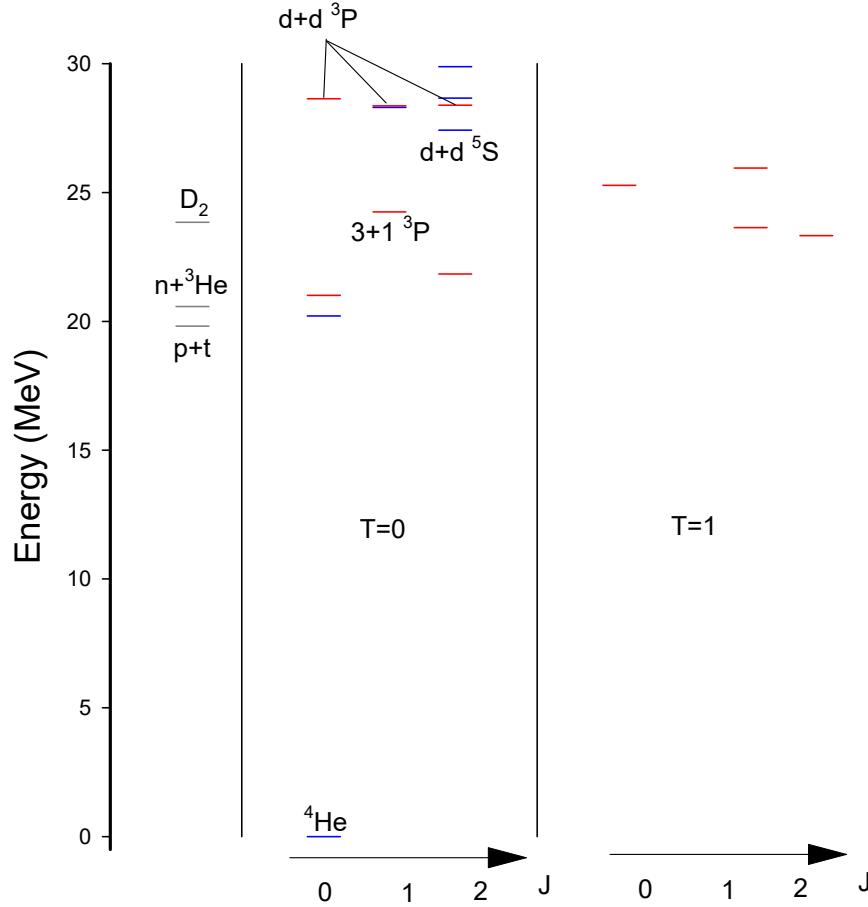 d+d ³P
30
d+d ⁵S
25
D₂
3+1 ³P
n+³He
20
p+t
Energy (MeV)
15
T=0
T=1
10
5
⁴He
0
0 1 2 J
0 1 2 J